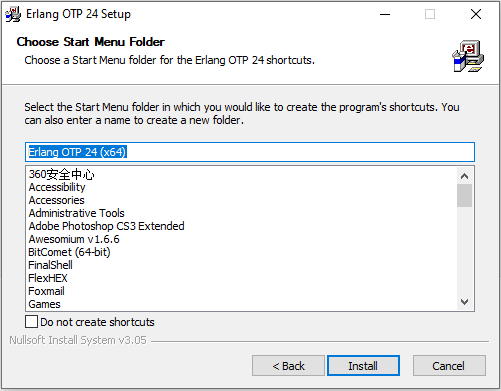 Erlang OTP 24 Setup
Choose Start Menu Folder
Choose a Start Menu folder for the Erlang OTP 24 shortcuts.
Select the Start Menu folder in which you would like to create the program's shortcuts. You
can also enter a name to create a new folder.
Erlang OTP 24 (x64)
360安全中心
Accessibility
Accessories
Administrative Tools
Adobe Photoshop CS3 Extended
Awesomium v1.6.6
BitComet (64-bit)
FinalShell
FlexHEX
Foxmail
Games
Do not create shortcuts
Nullsoft Install System v3.05
< Back
Install
Cancel